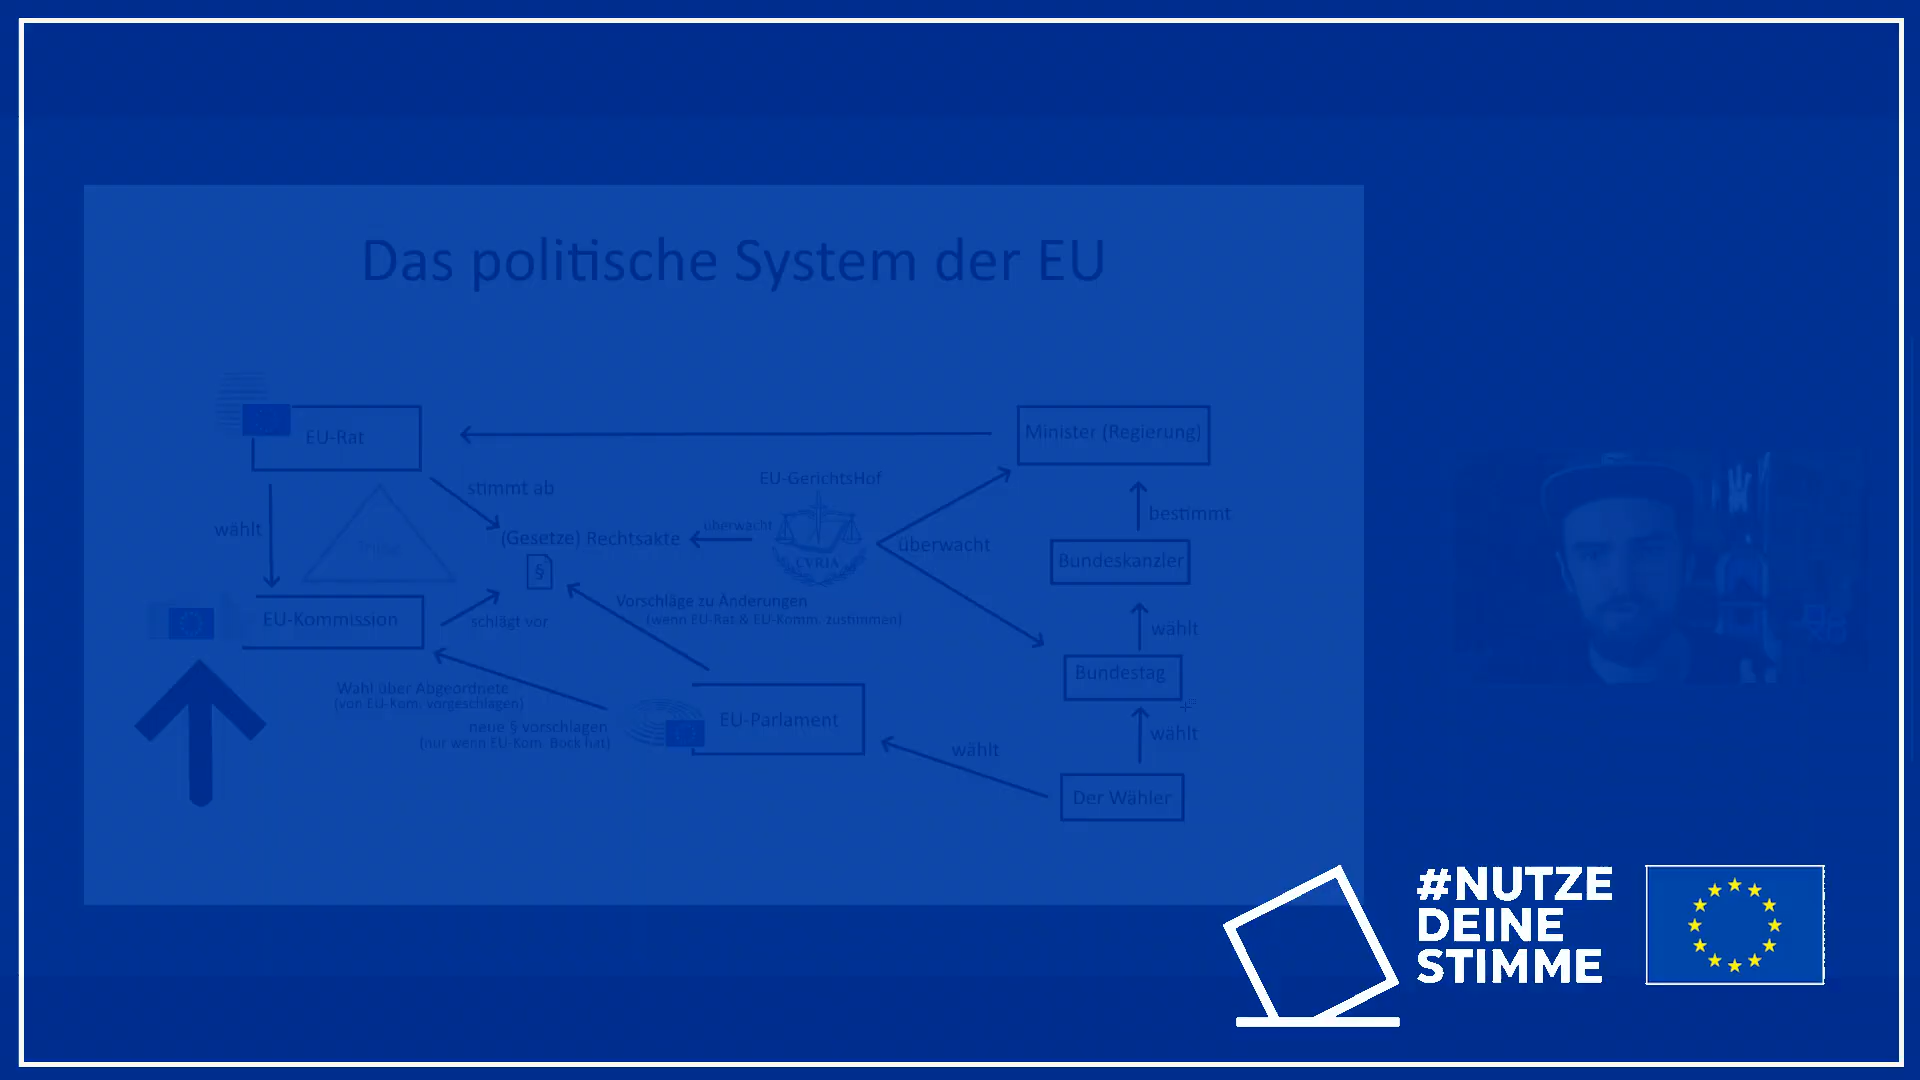 Das politische System der EU
EU-Rat
Minister (Regierung)
EU-GerichtsHof
stimmt ab
wählt
(Gesetze) Rechtsakte
überwacht
§
CVRIA
überwacht
bestimmt
Bundeskanzler
Trilog
EU-Kommission
schlägt vor
Vorschläge zu Änderungen
(wenn EU-Rat & EU-Komm. zustimmen)
wählt
Bundestag
Wahl über Abgeordnete
(von EU-Kom. vorgeschlagen)
neue § vorschlagen
(nur wenn EU-Kom. Bock hat)
EU-Parlament
wählt
wählt
Der Wähler
#NUTZE
DEINE
STIMME